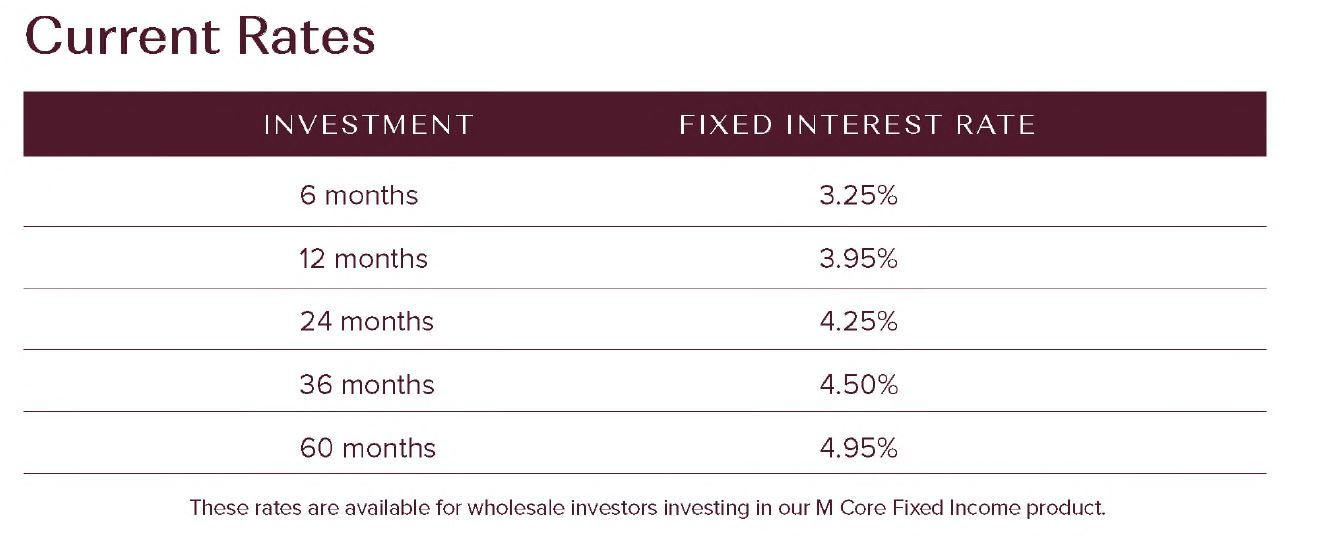 Current Rates
INVESTMENT FIXED INTEREST RATE
6 months 3.25%
12 months 3.95%
24 months 4.25%
36 months 4.50%
60 months 4.95%
These rates are available for wholesale investors investing in our M Core Fixed Income product.